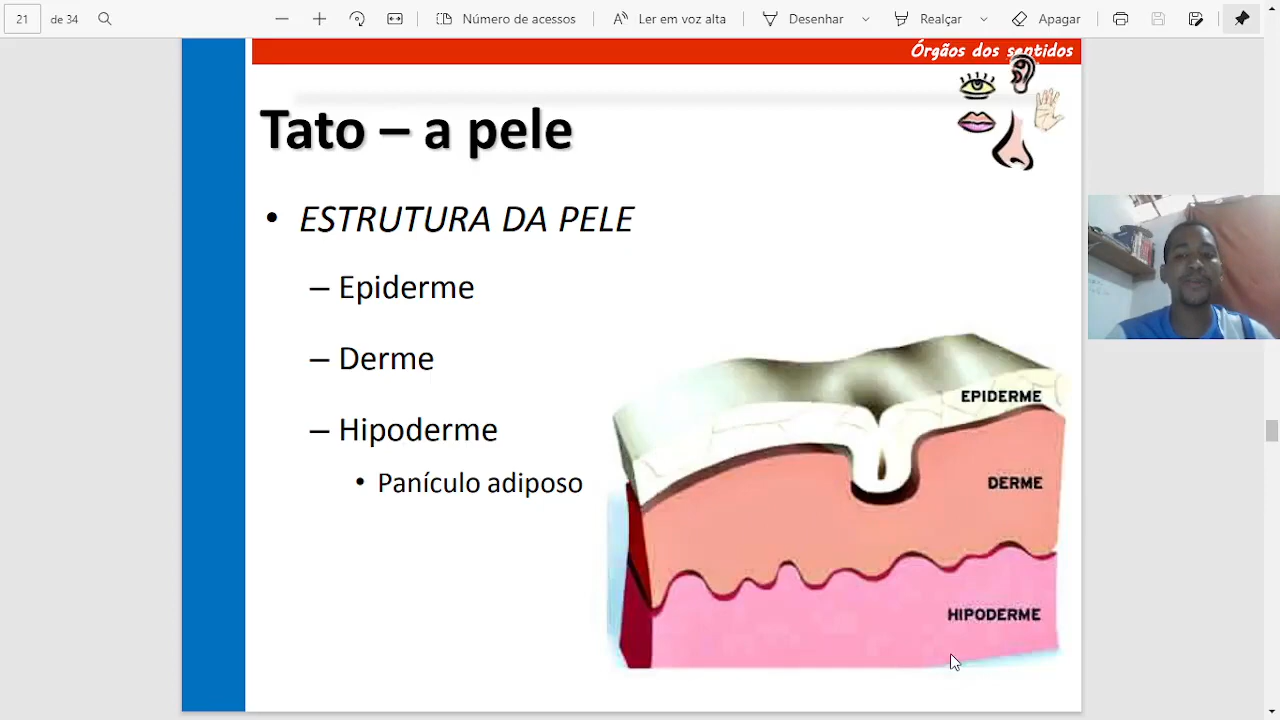 21 de 34 Número de acessos Ler em voz alta Desenhar Realçar Apagar
Órgãos dos sentidos
Tato – a pele
• ESTRUTURA DA PELE
– Epiderme
– Derme
– Hipoderme
• Panículo adiposo
EPIDERME
DERME
HIPODERME